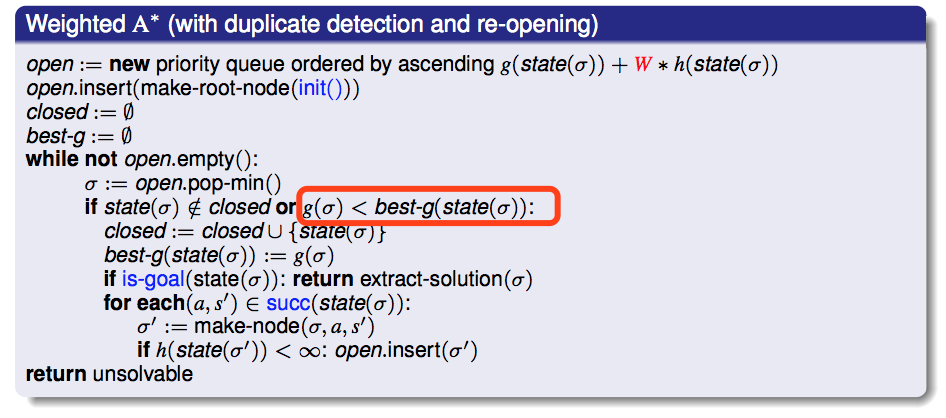 Weighted A* (with duplicate detection and re-opening)
open := new priority queue ordered by ascending g(state(σ)) + W ∗ h(state(σ))
open.insert(make-root-node(init()))
closed := ∅
best-g := ∅
while not open.empty():
σ := open.pop-min()
if state(σ) ∉ closed or g(σ) < best-g(state(σ)):
closed := closed ∪ {state(σ)}
best-g(state(σ)) := g(σ)
if is-goal(state(σ)): return extract-solution(σ)
for each(a, s′) ∈ succ(state(σ)):
σ′ := make-node(σ, a, s′)
if h(state(σ′)) < ∞: open.insert(σ′)
return unsolvable